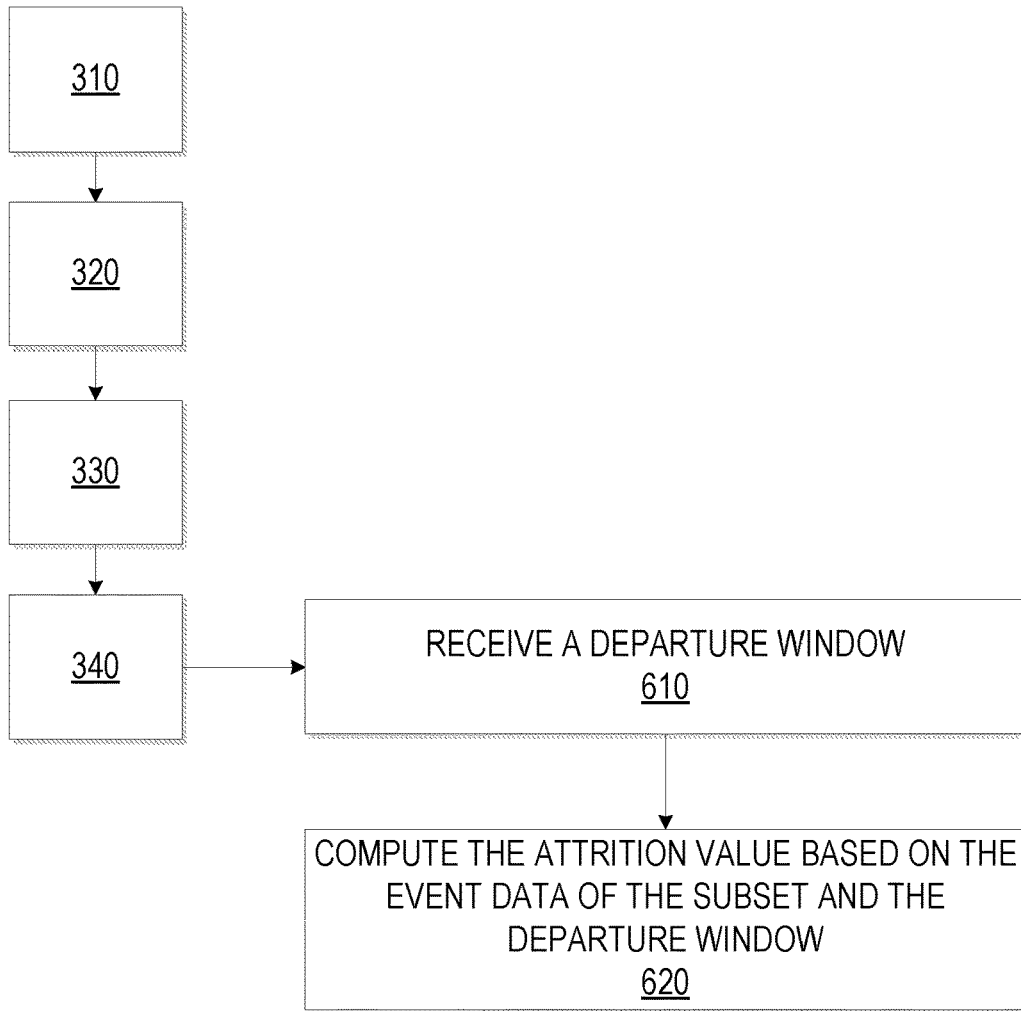 310
320
330
340
RECEIVE A DEPARTURE WINDOW
610
COMPUTE THE ATTRITION VALUE BASED ON THE
EVENT DATA OF THE SUBSET AND THE
DEPARTURE WINDOW
620